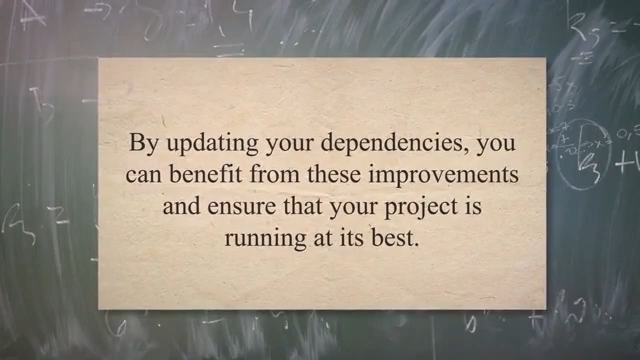 By updating your dependencies, you
can benefit from these improvements
and ensure that your project is
running at its best.